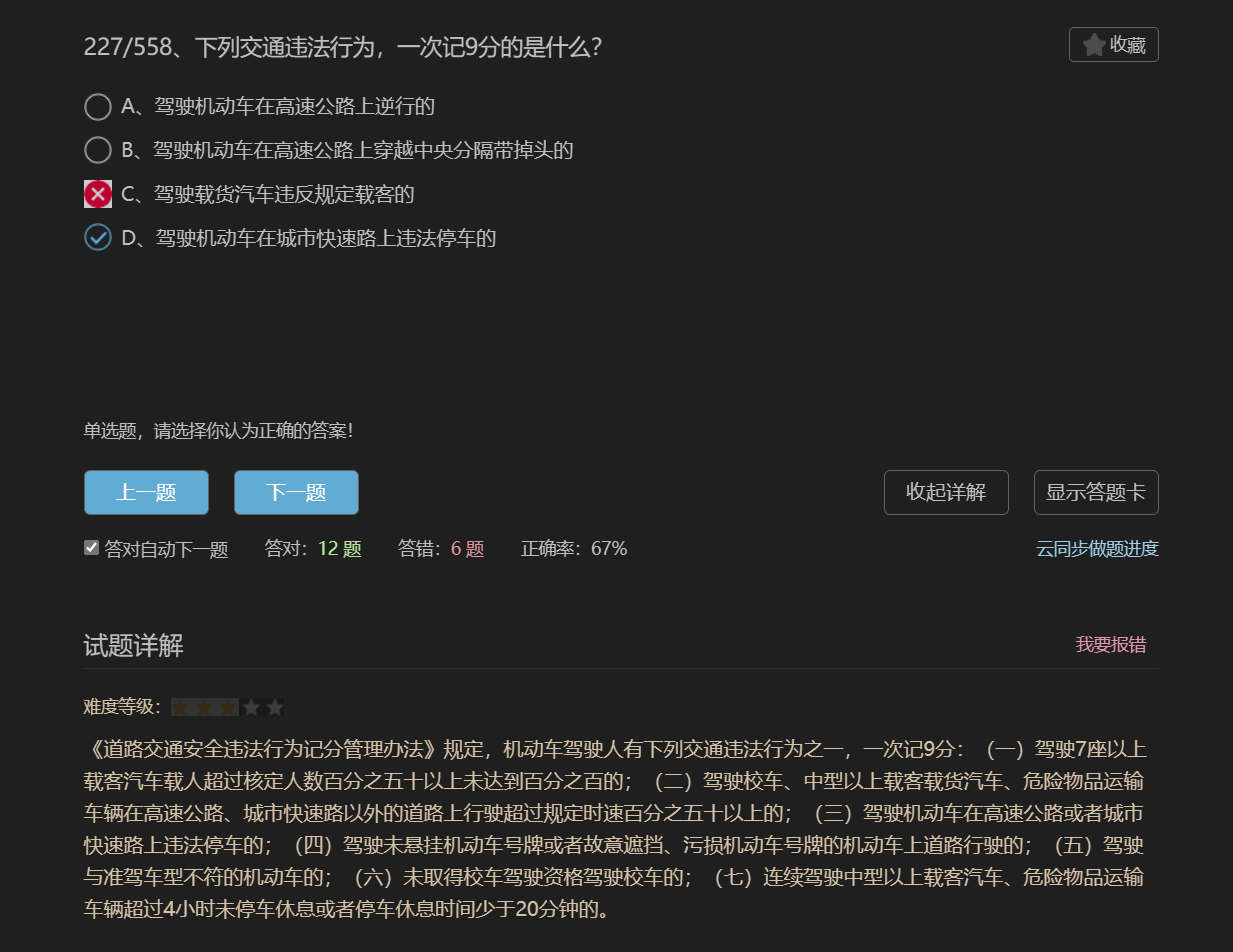 227/558、下列交通违法行为，一次记9分的是什么？
收藏
A、驾驶机动车在高速公路上逆行的
B、驾驶机动车在高速公路上穿越中央分隔带掉头的
C、驾驶载货汽车违反规定载客的
D、驾驶机动车在城市快速路上违法停车的
单选题，请选择你认为正确的答案！
上一题 下一题 收起详解 显示答题卡
答对自动下一题 答对：12 题 答错：6 题 正确率：67% 云同步做题进度
试题详解 我要报错
难度等级：
《道路交通安全违法行为记分管理办法》规定，机动车驾驶人有下列交通违法行为之一，一次记9分：（一）驾驶7座以上
载客汽车载人超过核定人数百分之五十以上未达到百分之百的；（二）驾驶校车、中型以上载客载货汽车、危险物品运输
车辆在高速公路、城市快速路以外的道路上行驶超过规定时速百分之五十以上的；（三）驾驶机动车在高速公路或者城市
快速路上违法停车的；（四）驾驶未悬挂机动车号牌或者故意遮挡、污损机动车号牌的机动车上道路行驶的；（五）驾驶
与准驾车型不符的机动车的；（六）未取得校车驾驶资格驾驶校车的；（七）连续驾驶中型以上载客汽车、危险物品运输
车辆超过4小时未停车休息或者停车休息时间少于20分钟的。